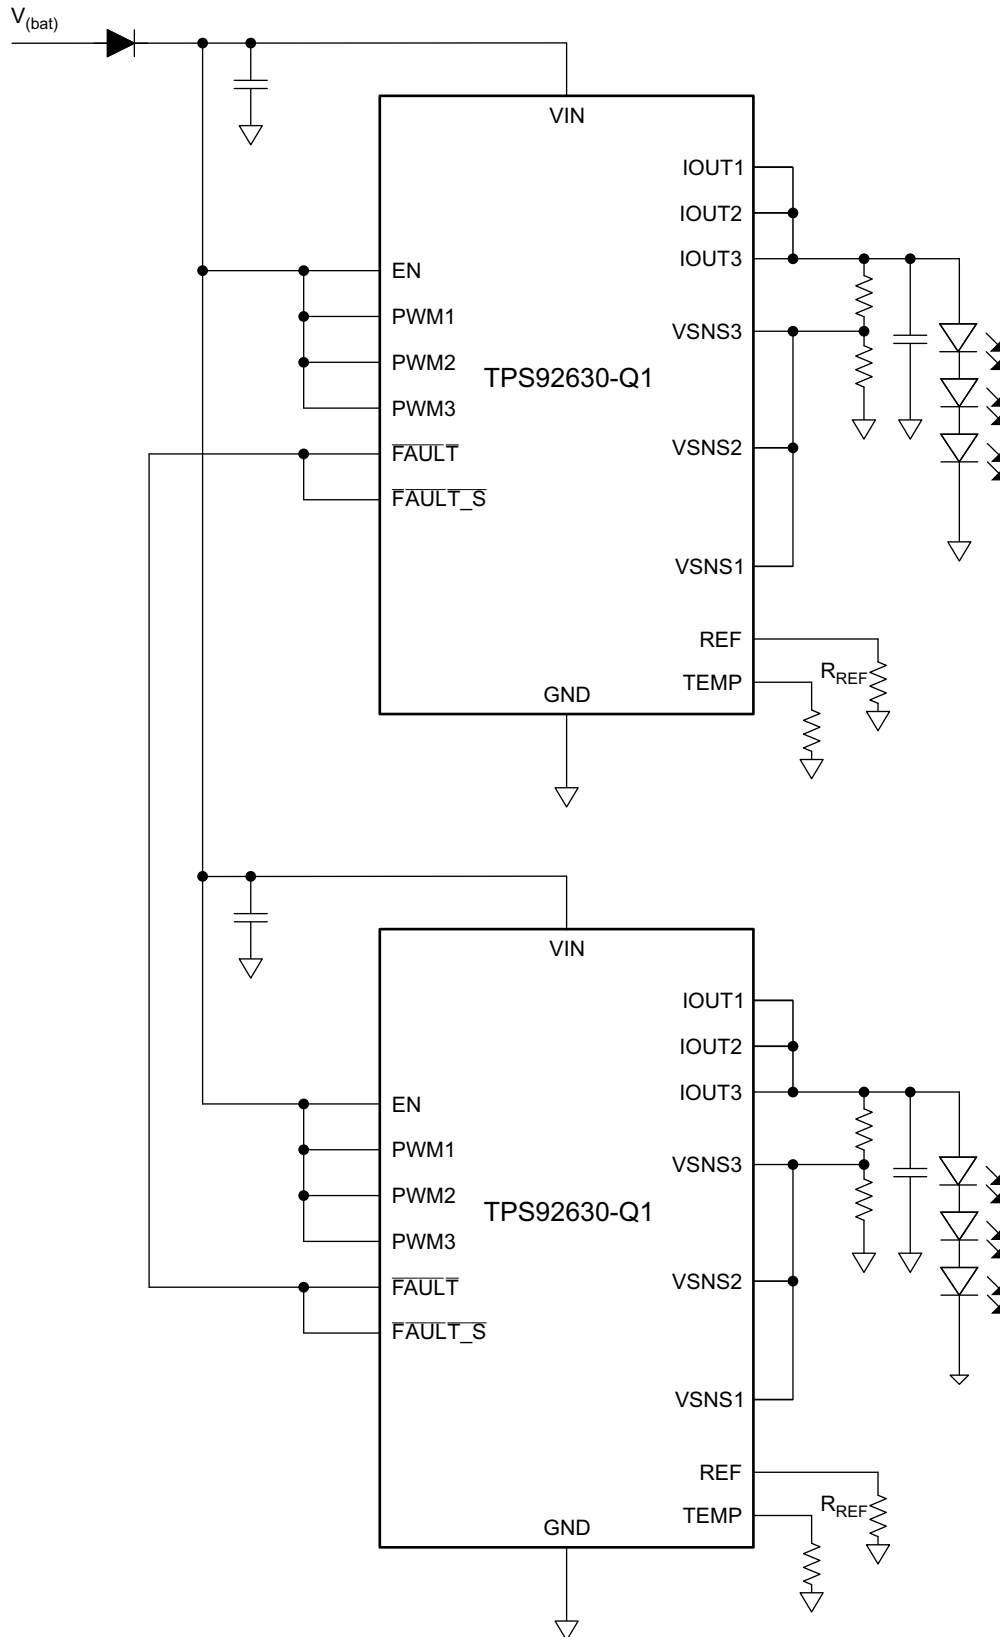 V(bat)
VIN
IOUT1
IOUT2
IOUT3
EN
PWM1
VSNS3
PWM2
TPS92630-Q1
PWM3
FAULT
VSNS2
FAULT_S
VSNS1
REF
RREF
TEMP
GND
VIN
IOUT1
IOUT2
IOUT3
EN
PWM1
VSNS3
PWM2
TPS92630-Q1
PWM3
FAULT
VSNS2
FAULT_S
VSNS1
REF
RREF
TEMP
GND